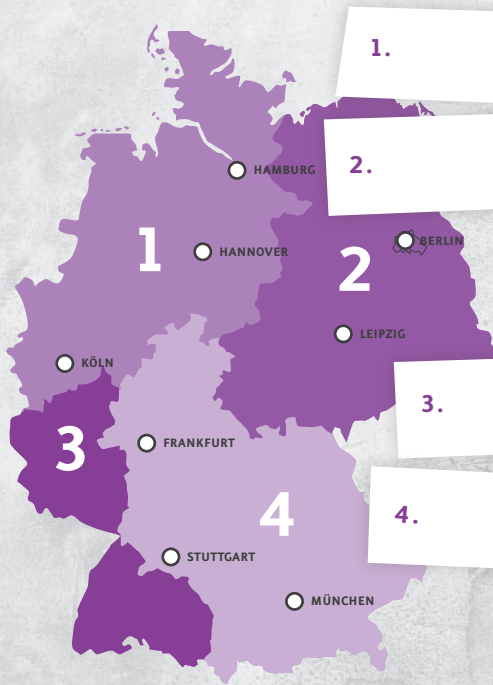 1.
2.
3.
4.
HAMBURG
1
HANNOVER
2
BERLIN
LEIPZIG
KÖLN
3
FRANKFURT
4
STUTTGART
MÜNCHEN